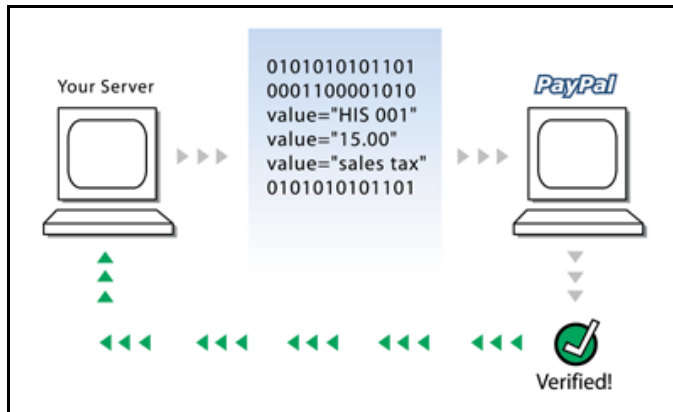 Your Server
0101010101101
0001100001010
value="HIS 001"
value="15.00"
value="sales tax"
0101010101101
PayPal
Verified!